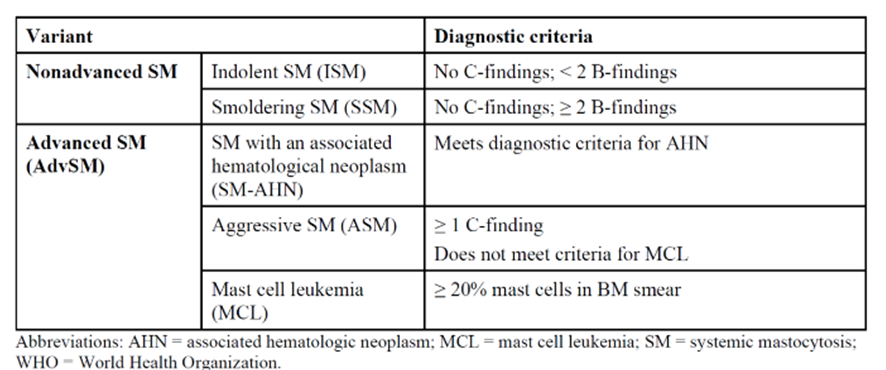 Variant Diagnostic criteria
Nonadvanced SM Indolent SM (ISM) No C-findings; < 2 B-findings
Smoldering SM (SSM) No C-findings; ≥ 2 B-findings
Advanced SM SM with an associated Meets diagnostic criteria for AHN
(AdvSM) hematological neoplasm
(SM-AHN)
Aggressive SM (ASM) ≥ 1 C-finding
Does not meet criteria for MCL
Mast cell leukemia ≥ 20% mast cells in BM smear
(MCL)
Abbreviations: AHN = associated hematologic neoplasm; MCL = mast cell leukemia; SM = systemic mastocytosis;
WHO = World Health Organization.